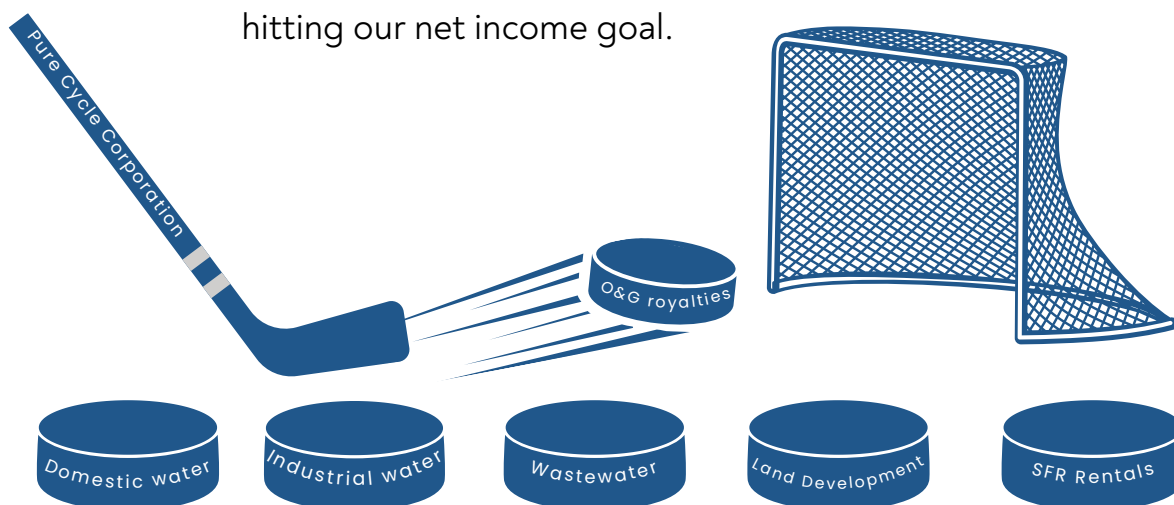 hitting our net income goal.
Pure Cycle Corporation
O&G royalties
Domestic water
Industrial water
Wastewater
Land Development
SFR Rentals